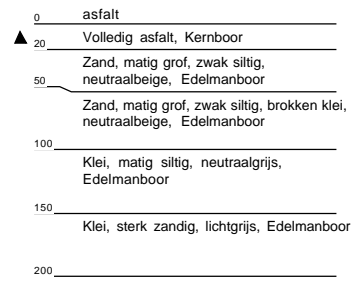 0 asfalt
20 Volledig asfalt, Kernboor
Zand, matig grof, zwak siltig,
neutraalbeige, Edelmanboor
50
Zand, matig grof, zwak siltig, brokken klei,
neutraalbeige, Edelmanboor
100
Klei, matig siltig, neutraalgrijs,
Edelmanboor
150
Klei, sterk zandig, lichtgrijs, Edelmanboor
200